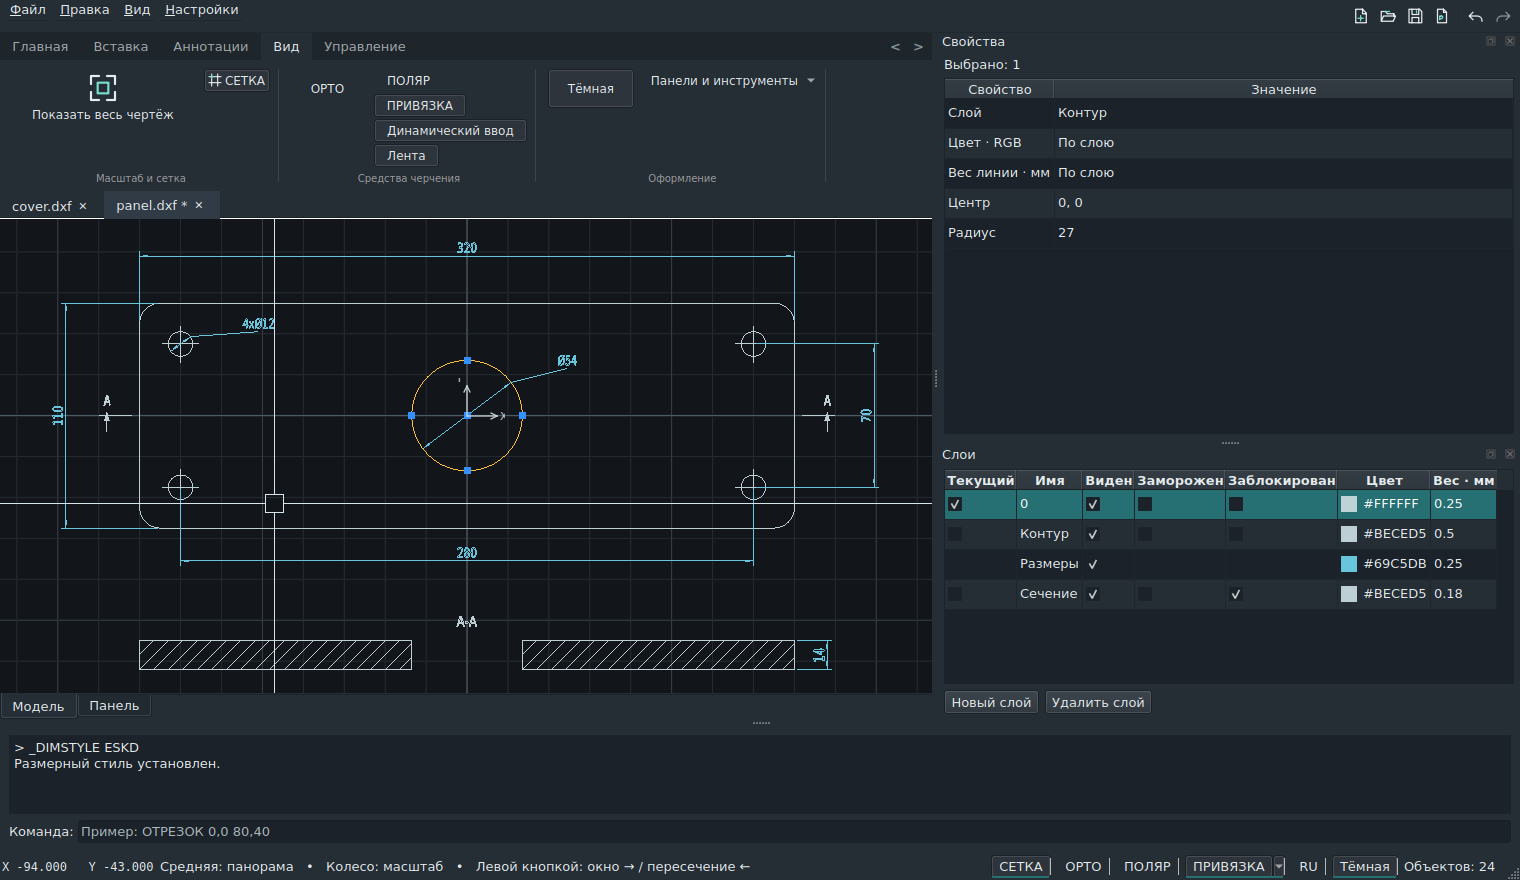 Файл Правка Вид Настройки
Главная Вставка Аннотации Вид Управление < >
Показать весь чертёж
СЕТКА
Масштаб и сетка
ОРТО
ПОЛЯР
ПРИВЯЗКА
Динамический ввод
Лента
Средства черчения
Тёмная
Панели и инструменты
Оформление
cover.dxf × panel.dxf * ×
320
4xØ12
Ø54
A A
110
70
X
280
A-A
14
Модель Панель
Свойства
Выбрано: 1
Свойство Значение
Слой Контур
Цвет · RGB По слою
Вес линии · мм По слою
Центр 0, 0
Радиус 27
Слои
Текущий Имя Виден Заморожен Заблокирован Цвет Вес · мм
0 #FFFFFF 0.25
Контур #BECED5 0.5
Размеры #69C5DB 0.25
Сечение #BECED5 0.18
Новый слой Удалить слой
> _DIMSTYLE ESKD
Размерный стиль установлен.
Команда: Пример: ОТРЕЗОК 0,0 80,40
X -94.000 Y -43.000 Средняя: панорама • Колесо: масштаб • Левой кнопкой: окно → / пересечение ← СЕТКА ОРТО ПОЛЯР ПРИВЯЗКА RU Тёмная Объектов: 24